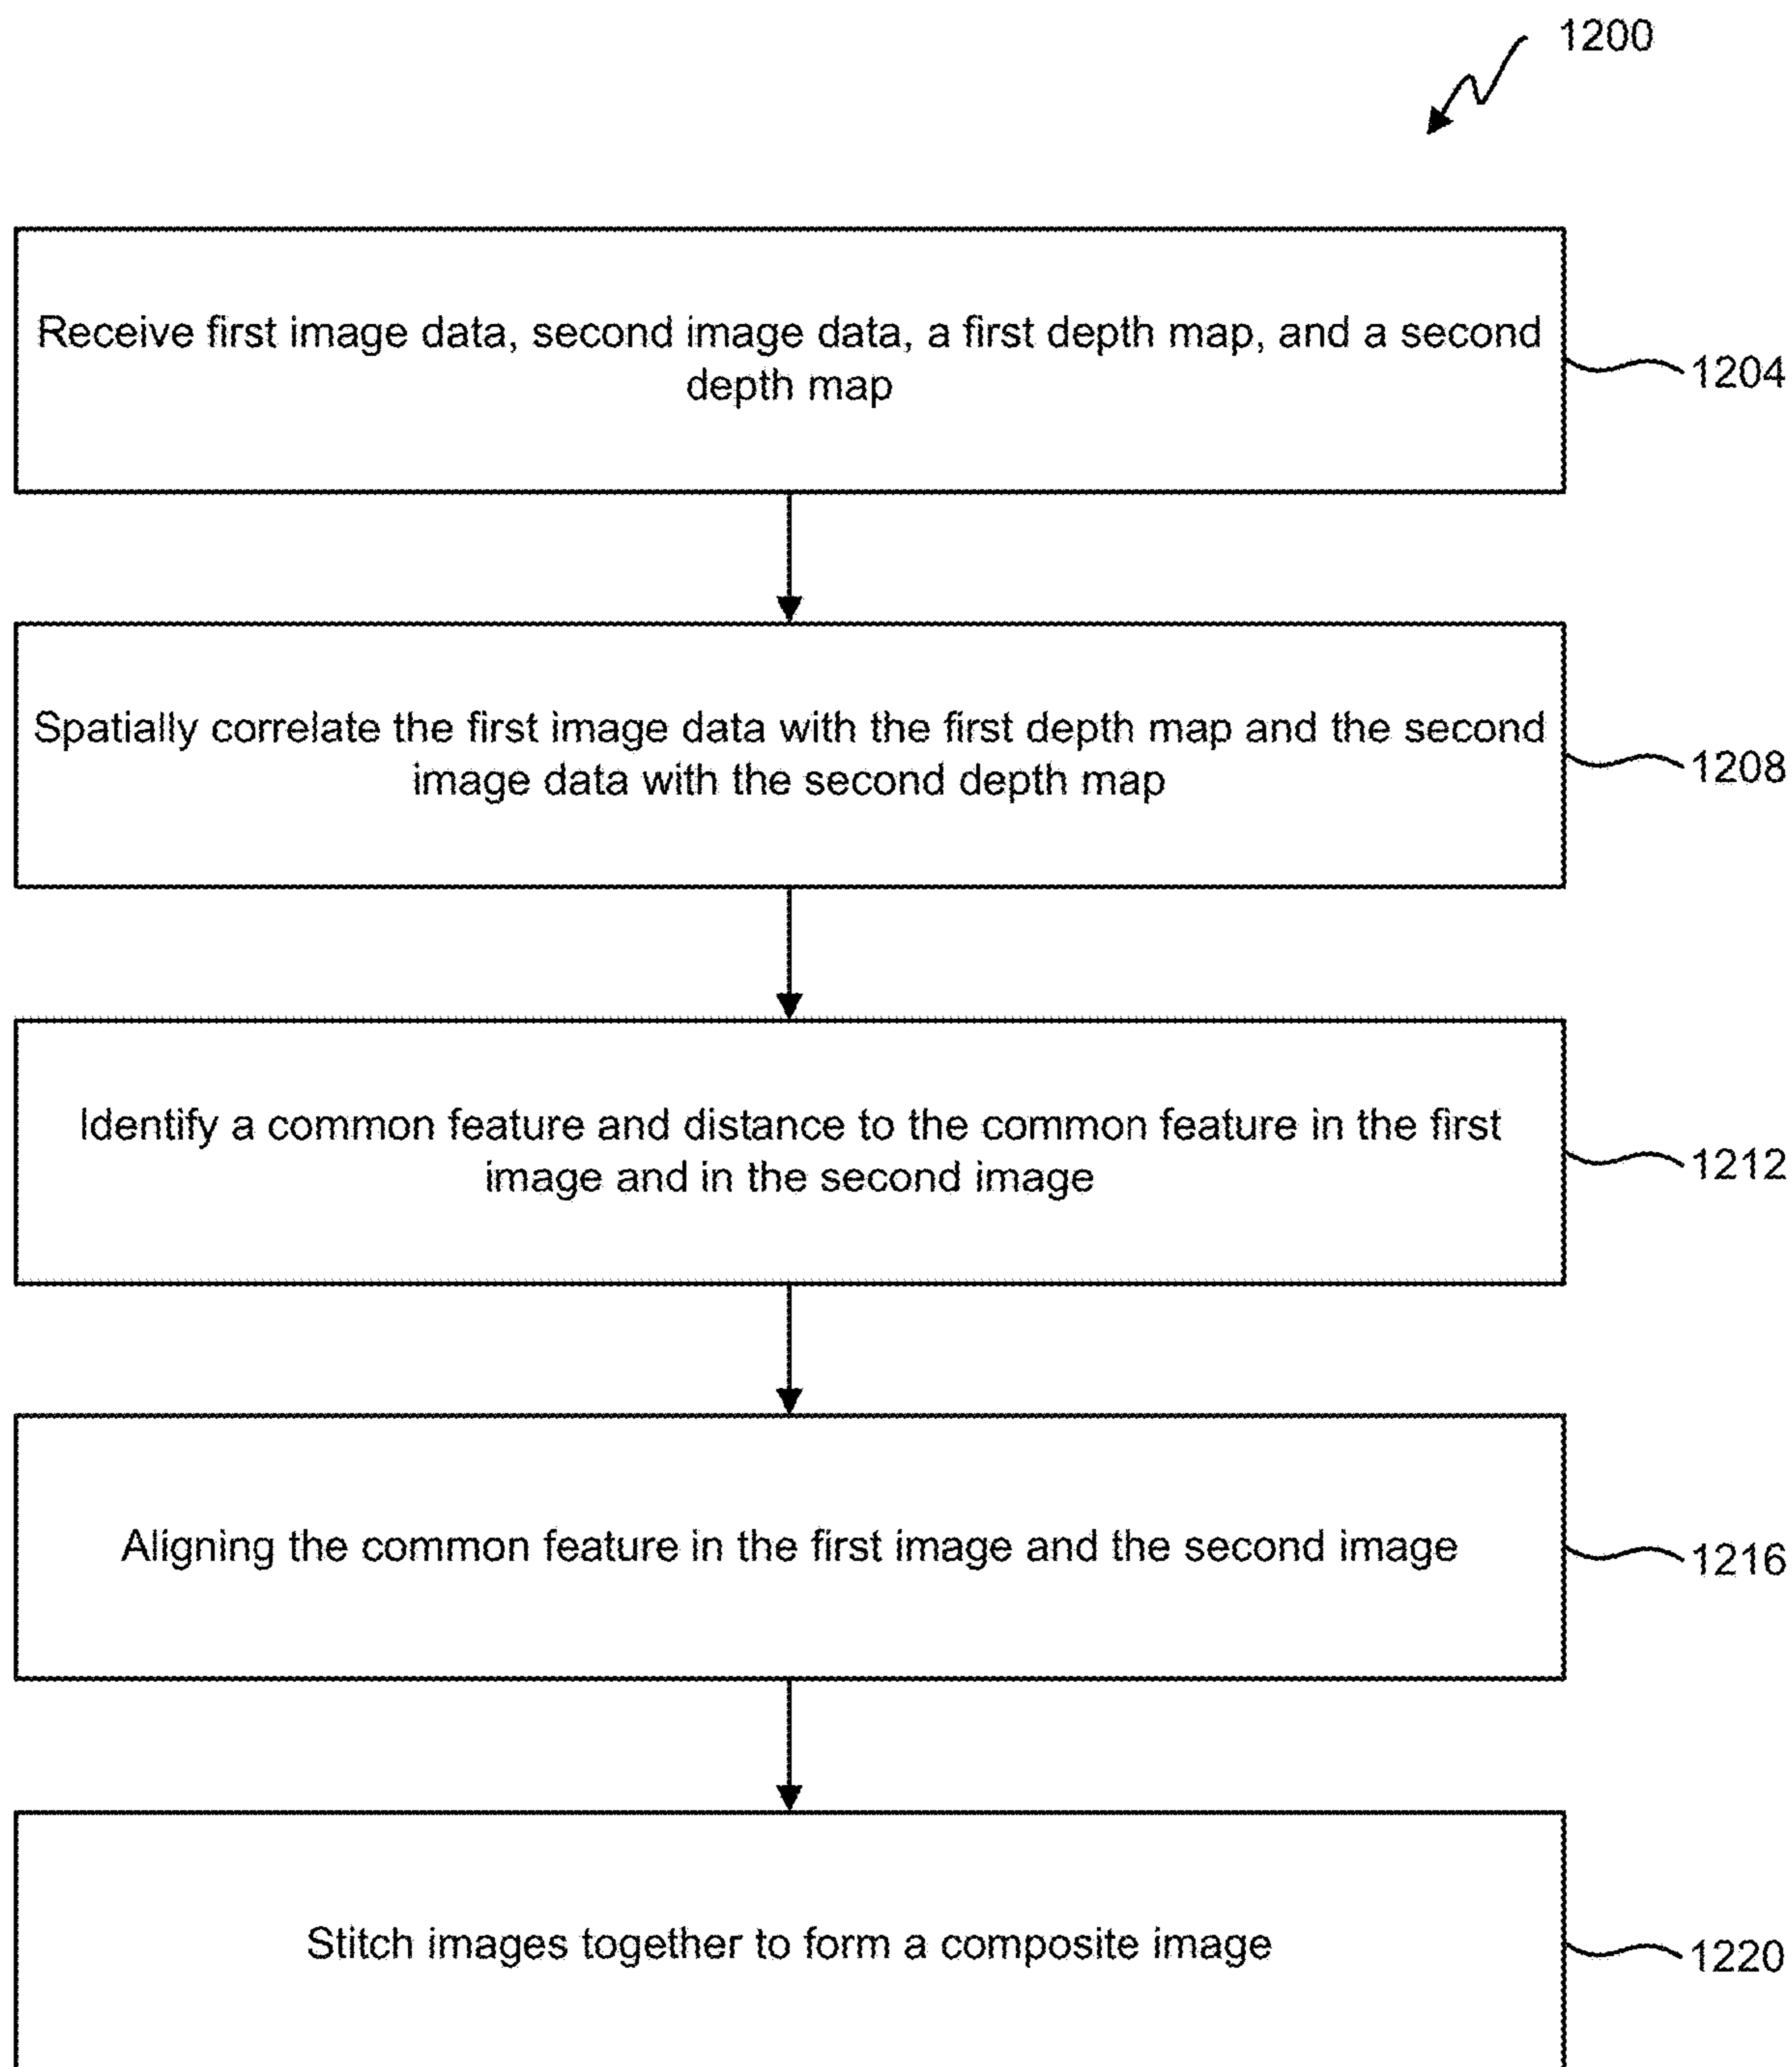 1200
Receive first image data, second image data, a first depth map, and a second
depth map
1204
Spatially correlate the first image data with the first depth map and the second
image data with the second depth map
1208
Identify a common feature and distance to the common feature in the first
image and in the second image
1212
Aligning the common feature in the first image and the second image
1216
Stitch images together to form a composite image
1220